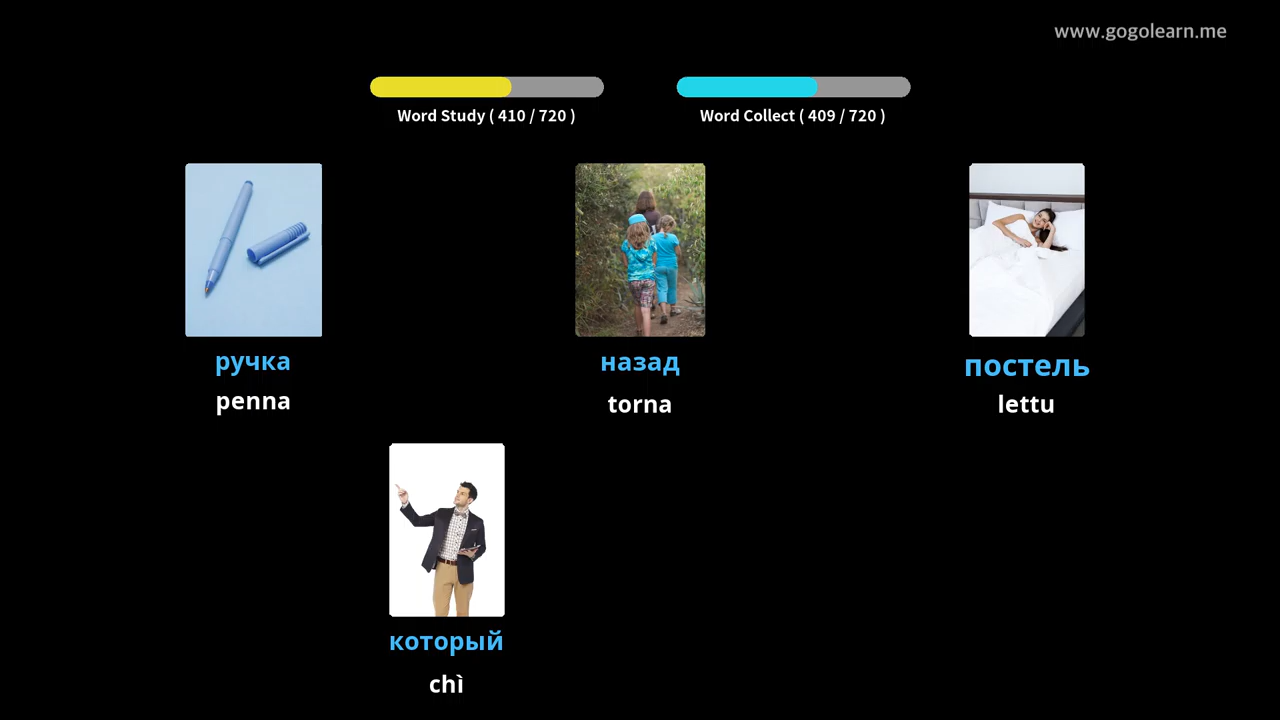 www.gogolearn.me
Word Study ( 410 / 720 )
Word Collect ( 409 / 720 )
ручка
penna
назад
torna
постель
lettu
который
chì